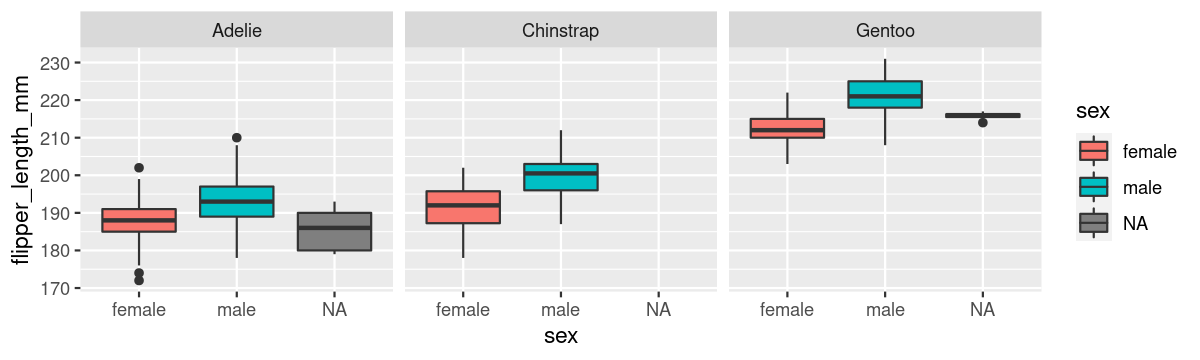 Adelie
Chinstrap
Gentoo
flipper_length_mm
230
220
210
200
190
180
170
female male NA
female male NA
female male NA
sex
sex
female
male
NA